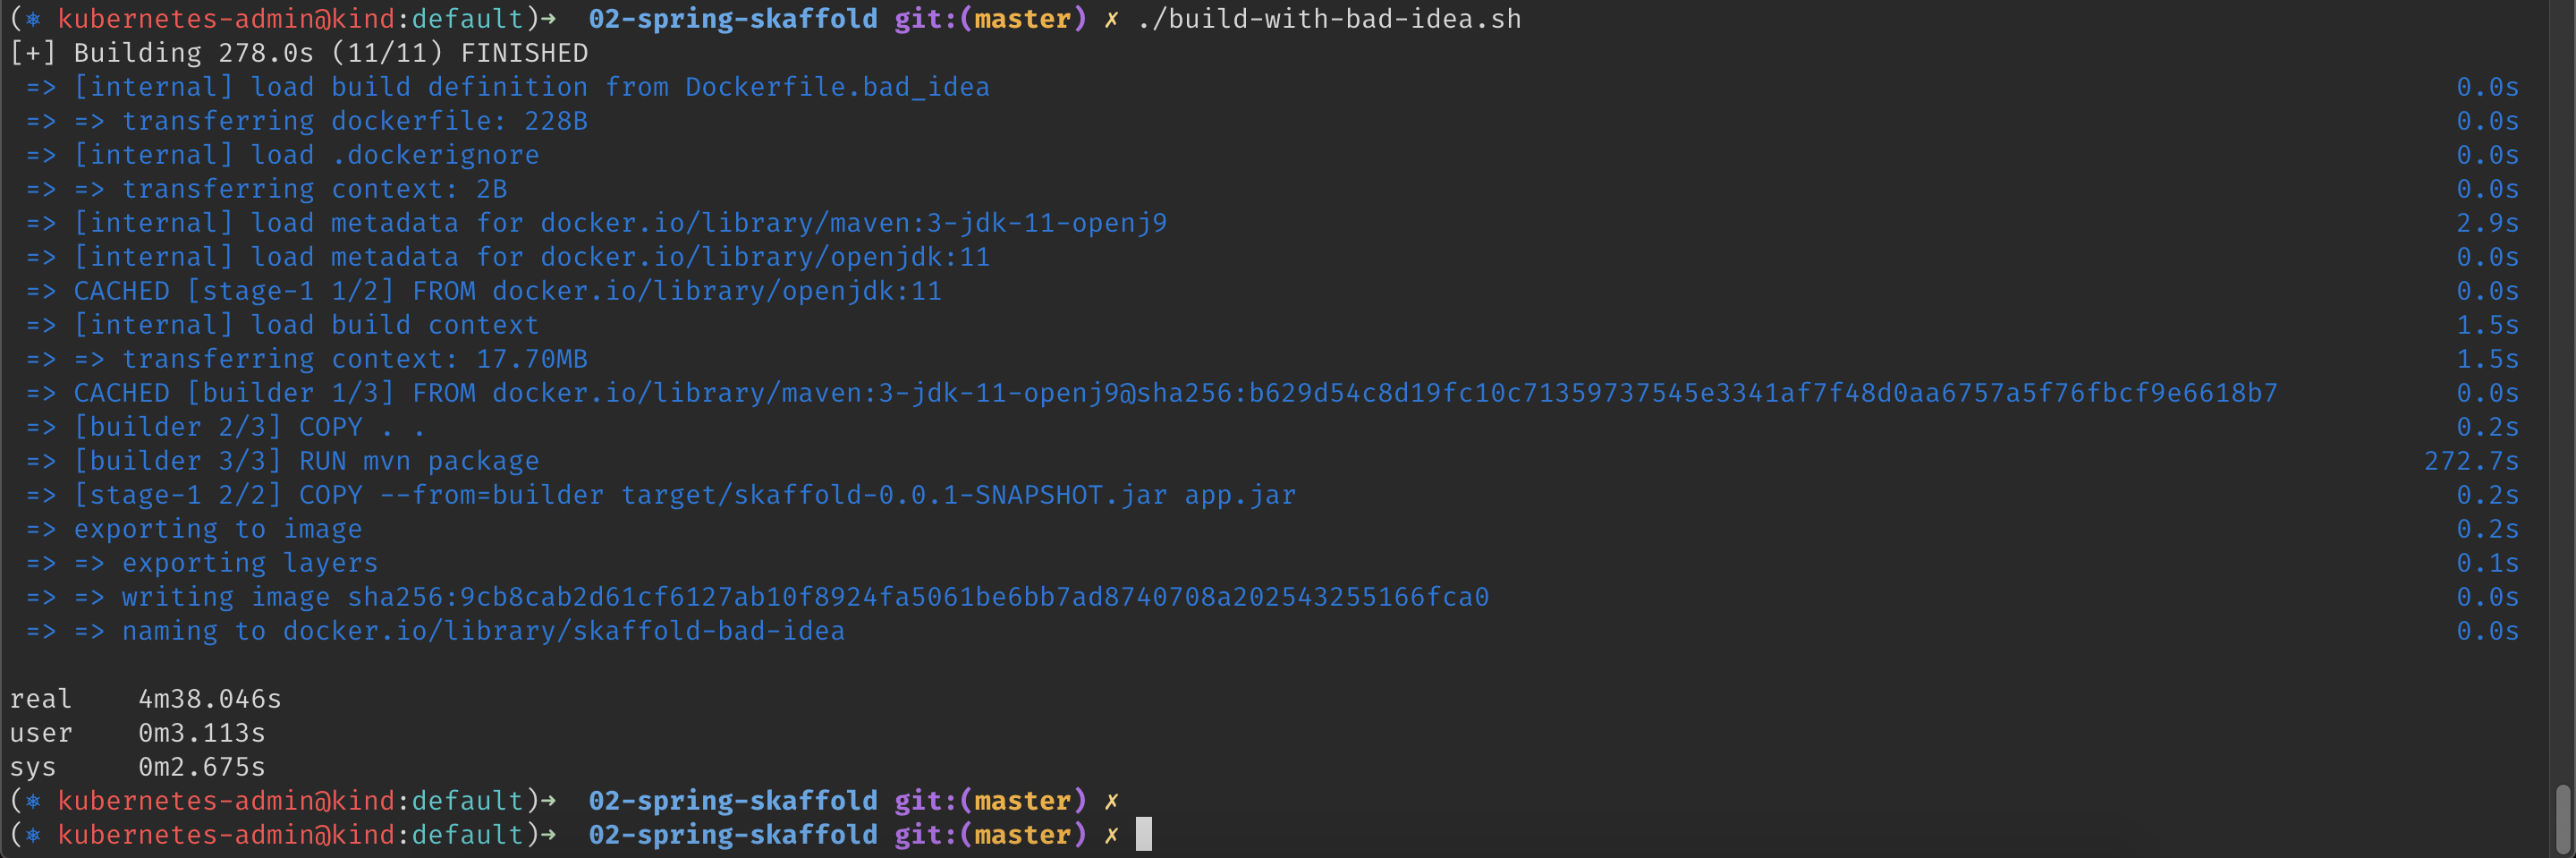 (⎈ kubernetes-admin@kind:default)➜  02-spring-skaffold git:(master) ✗ ./build-with-bad-idea.sh
[+] Building 278.0s (11/11) FINISHED
=> [internal] load build definition from Dockerfile.bad_idea 0.0s
=> => transferring dockerfile: 228B 0.0s
=> [internal] load .dockerignore 0.0s
=> => transferring context: 2B 0.0s
=> [internal] load metadata for docker.io/library/maven:3-jdk-11-openj9 2.9s
=> [internal] load metadata for docker.io/library/openjdk:11 0.0s
=> CACHED [stage-1 1/2] FROM docker.io/library/openjdk:11 0.0s
=> [internal] load build context 1.5s
=> => transferring context: 17.70MB 1.5s
=> CACHED [builder 1/3] FROM docker.io/library/maven:3-jdk-11-openj9@sha256:b629d54c8d19fc10c71359737545e3341af7f48d0aa6757a5f76fbcf9e6618b7 0.0s
=> [builder 2/3] COPY . . 0.2s
=> [builder 3/3] RUN mvn package 272.7s
=> [stage-1 2/2] COPY --from=builder target/skaffold-0.0.1-SNAPSHOT.jar app.jar 0.2s
=> exporting to image 0.2s
=> => exporting layers 0.1s
=> => writing image sha256:9cb8cab2d61cf6127ab10f8924fa5061be6bb7ad8740708a202543255166fca0 0.0s
=> => naming to docker.io/library/skaffold-bad-idea 0.0s
real 4m38.046s
user 0m3.113s
sys 0m2.675s
(⎈ kubernetes-admin@kind:default)➜  02-spring-skaffold git:(master) ✗
(⎈ kubernetes-admin@kind:default)➜  02-spring-skaffold git:(master) ✗